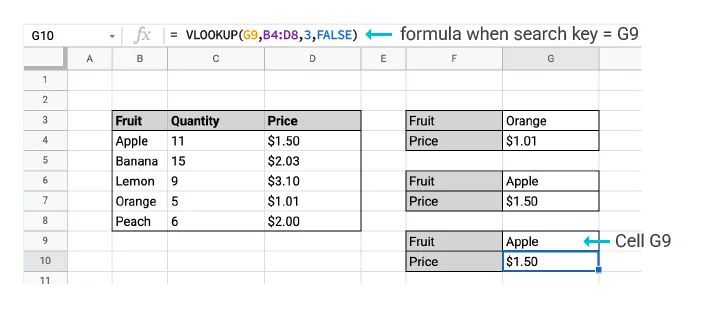 G10 fx = VLOOKUP(G9,B4:D8,3,FALSE) formula when search key = G9
A B C D E F G
1
2
3 Fruit Quantity Price Fruit Orange
4 Apple 11 $1.50 Price $1.01
5 Banana 15 $2.03
6 Lemon 9 $3.10 Fruit Apple
7 Orange 5 $1.01 Price $1.50
8 Peach 6 $2.00
9 Fruit Apple Cell G9
10 Price $1.50
11